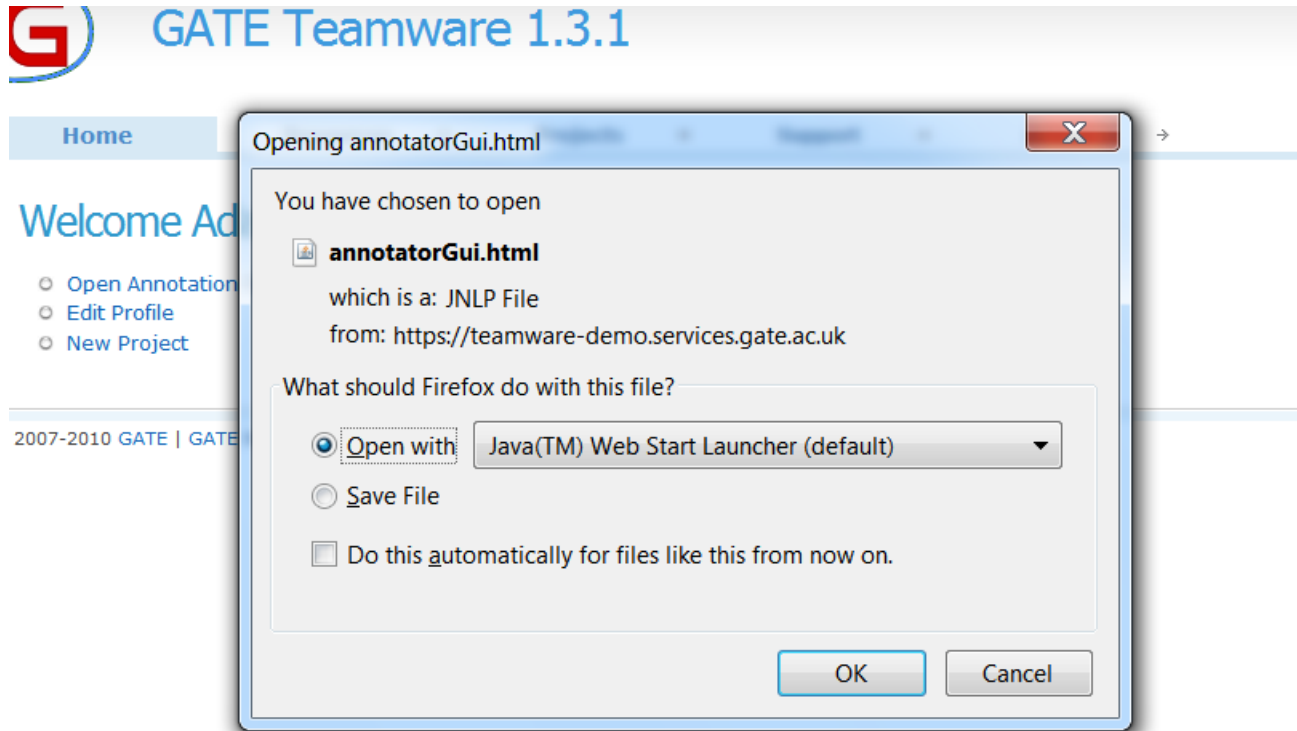 G
GATE Teamware 1.3.1
Home
Opening annotatorGui.html
Projects
Support
X
Welcome Ad
Open Annotation
Edit Profile
New Project
You have chosen to open
annotatorGui.html
which is a: JNLP File
from: https://teamware-demo.services.gate.ac.uk
What should Firefox do with this file?
Open with Java(TM) Web Start Launcher (default)
Save File
Do this automatically for files like this from now on.
OK Cancel
2007-2010 GATE | GATE